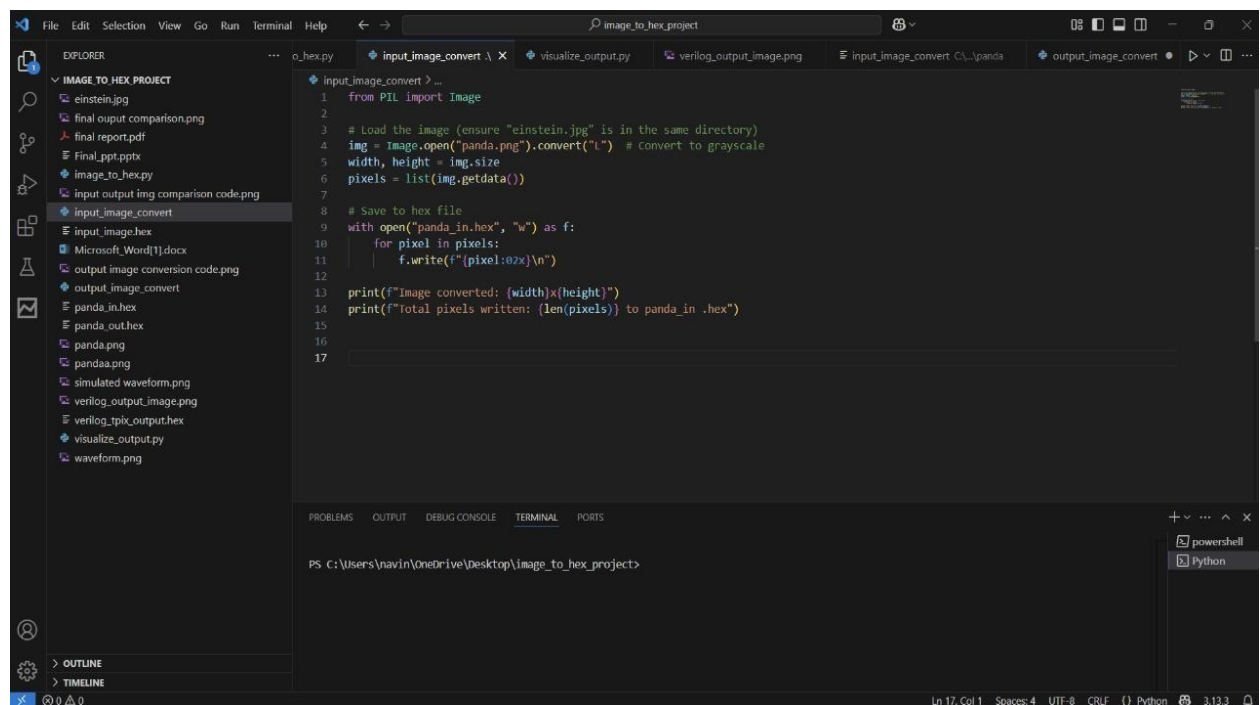 File Edit Selection View Go Run Terminal Help
image_to_hex_project
EXPLORER
IMAGE_TO_HEX_PROJECT
einstein.jpg
final ouput comparison.png
final report.pdf
Final_ppt.pptx
image_to_hex.py
input output img comparison code.png
input_image_convert
input_image.hex
Microsoft_Word[1].docx
output image conversion code.png
output_image_convert
panda_in.hex
panda_out.hex
panda.png
pandaa.png
simulated waveform.png
verilog_output_image.png
verilog_tpix_output.hex
visualize_output.py
waveform.png
OUTLINE
TIMELINE
o_hex.py input_image_convert .\ visualize_output.py verilog_output_image.png input_image_convert C:\...\panda output_image_convert
input_image_convert > ...
1 from PIL import Image
2
3 # Load the image (ensure "einstein.jpg" is in the same directory)
4 img = Image.open("panda.png").convert("L") # Convert to grayscale
5 width, height = img.size
6 pixels = list(img.getdata())
7
8 # Save to hex file
9 with open("panda_in.hex", "w") as f:
10 for pixel in pixels:
11 f.write(f"{pixel:02x}\n")
12
13 print(f"Image converted: {width}x{height}")
14 print(f"Total pixels written: {len(pixels)} to panda_in .hex")
15
16
17
PROBLEMS OUTPUT DEBUG CONSOLE TERMINAL PORTS
PS C:\Users\navin\OneDrive\Desktop\image_to_hex_project>
powershell
Python
0 0 Ln 17, Col 1 Spaces: 4 UTF-8 CRLF {} Python 3.13.3